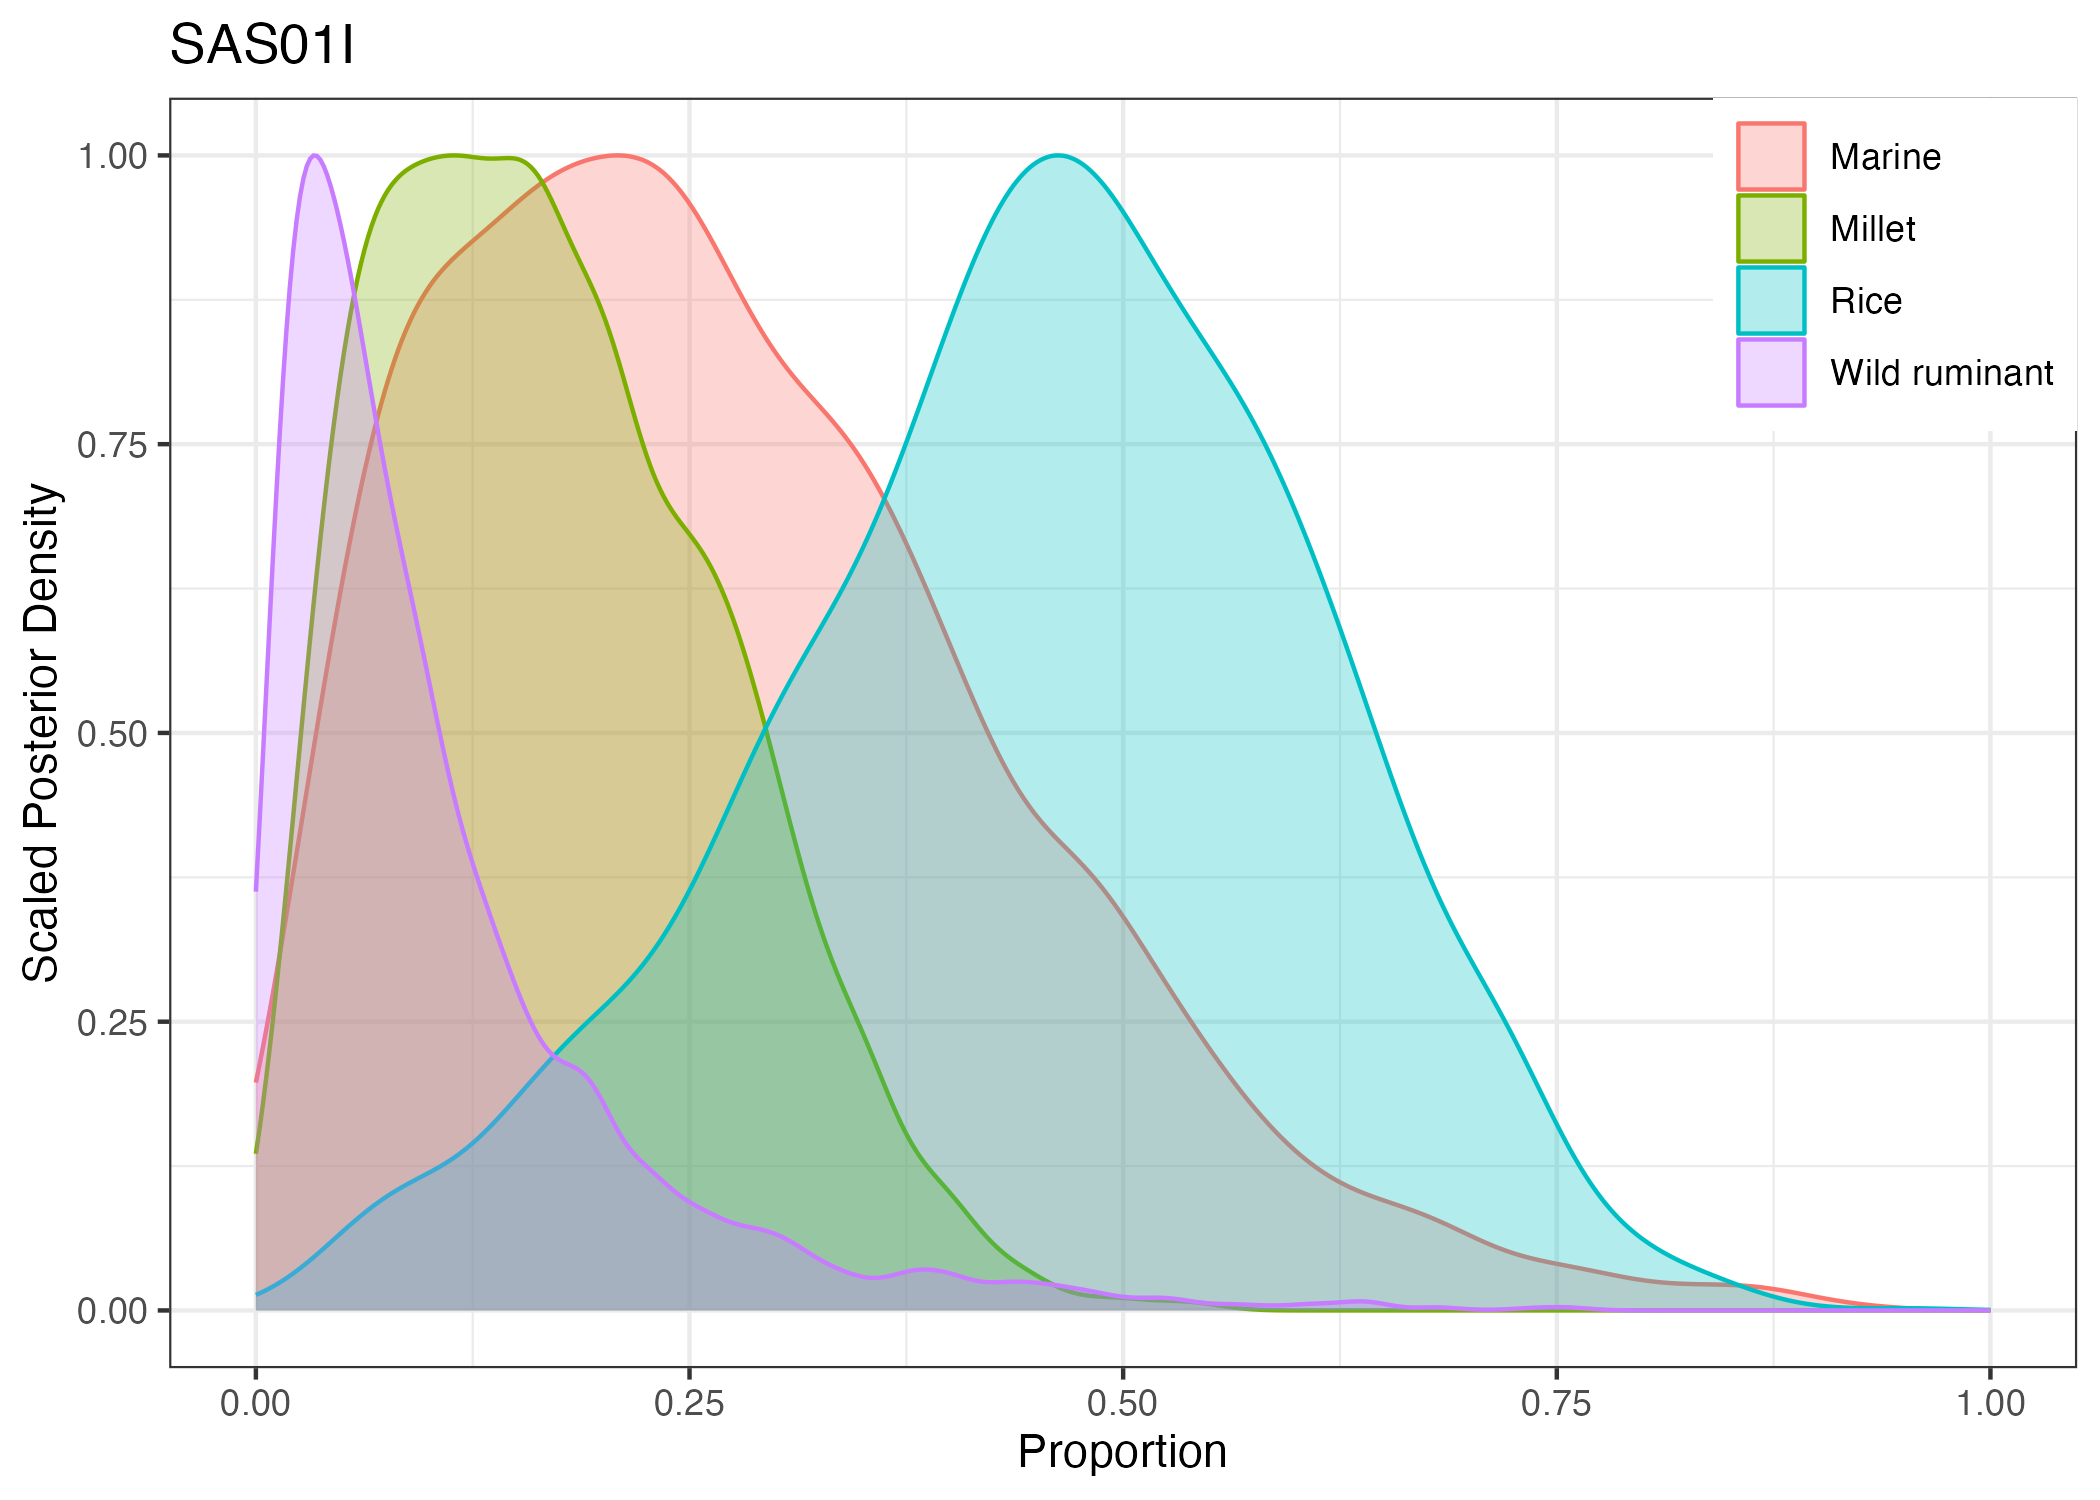 SAS01I
Marine
Millet
Rice
Wild ruminant
Scaled Posterior Density
1.00
0.75
0.50
0.25
0.00
0.00 0.25 0.50 0.75 1.00
Proportion